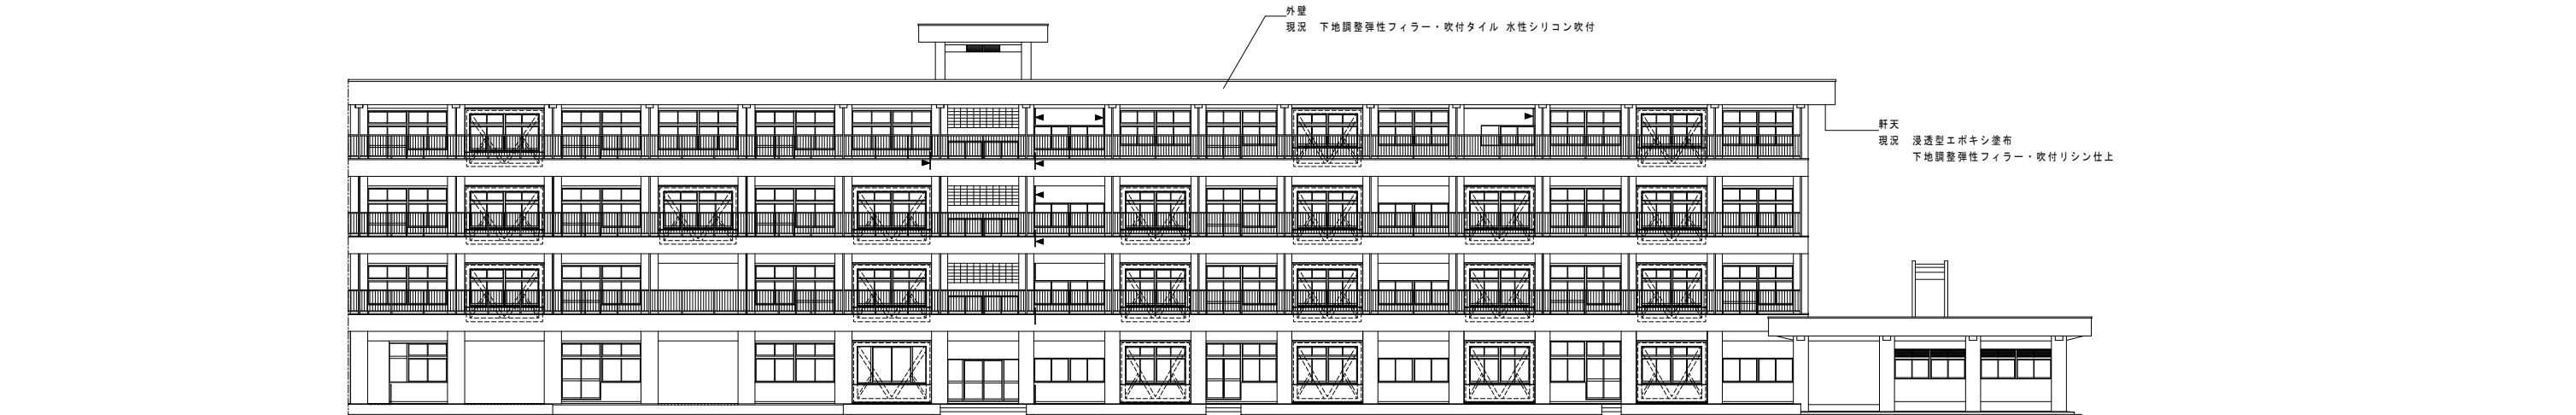 外壁
現況　下地調整弾性フィラー・吹付タイル 水性シリコン吹付
軒天
現況　浸透型エポキシ塗布
下地調整弾性フィラー・吹付リシン仕上